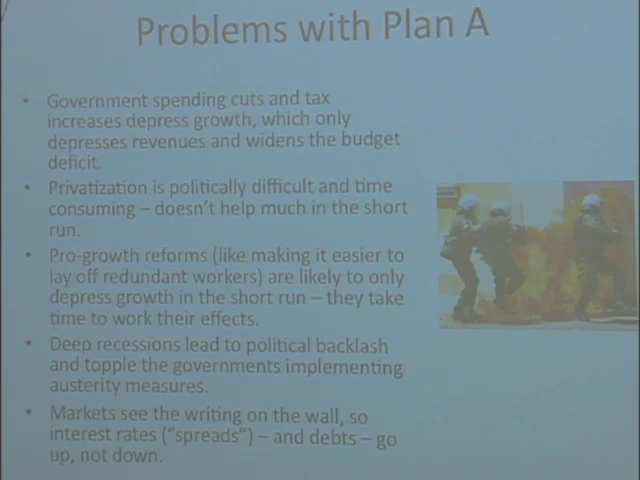 Problems with Plan A
• Government spending cuts and tax
increases depress growth, which only
depresses revenues and widens the budget
deficit.
• Privatization is politically difficult and time
consuming – doesn't help much in the short
run.
• Pro-growth reforms (like making it easier to
lay off redundant workers) are likely to only
depress growth in the short run – they take
time to work their effects.
• Deep recessions lead to political backlash
and topple the governments implementing
austerity measures.
• Markets see the writing on the wall, so
interest rates ("spreads") – and debts – go
up, not down.